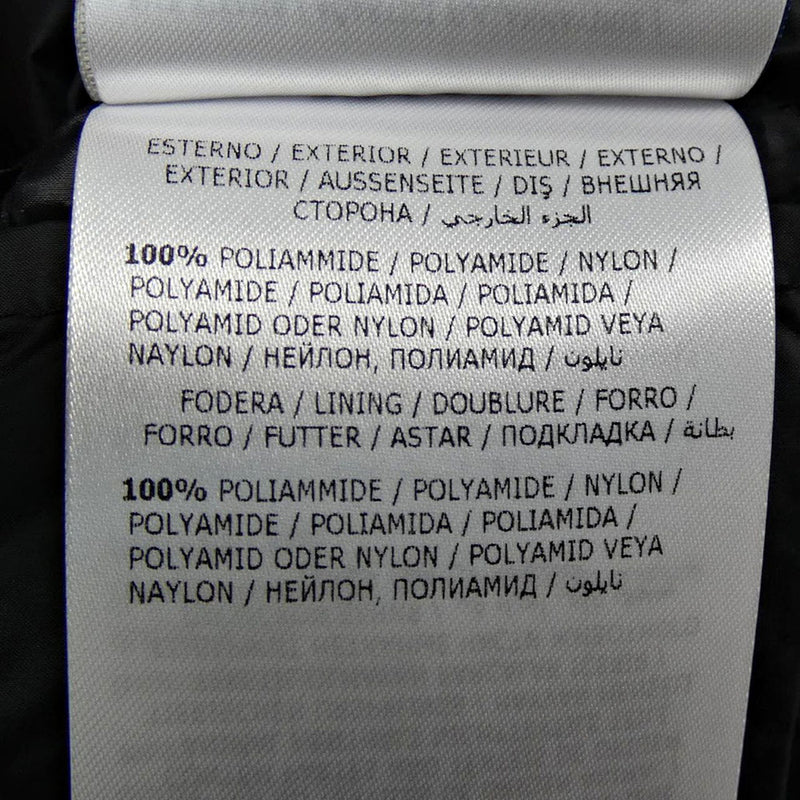 ESTERNO / EXTERIOR / EXTERIEUR / EXTERNO /
EXTERIOR / AUSSENSEITE / DIŞ / ВНЕШНЯЯ
СТОРОНА / الجزء الخارجي
100% POLIAMMIDE / POLYAMIDE / NYLON /
POLYAMIDE / POLIAMIDA / POLIAMIDA /
POLYAMID ODER NYLON / POLYAMID VEYA
NAYLON / НЕЙЛОН, ПОЛИАМИД / نايلون
FODERA / LINING / DOUBLURE / FORRO /
FORRO / FUTTER / ASTAR / ПОДКЛАДКА / بطانة
100% POLIAMMIDE / POLYAMIDE / NYLON /
POLYAMIDE / POLIAMIDA / POLIAMIDA /
POLYAMID ODER NYLON / POLYAMID VEYA
NAYLON / НЕЙЛОН, ПОЛИАМИД / نايلون